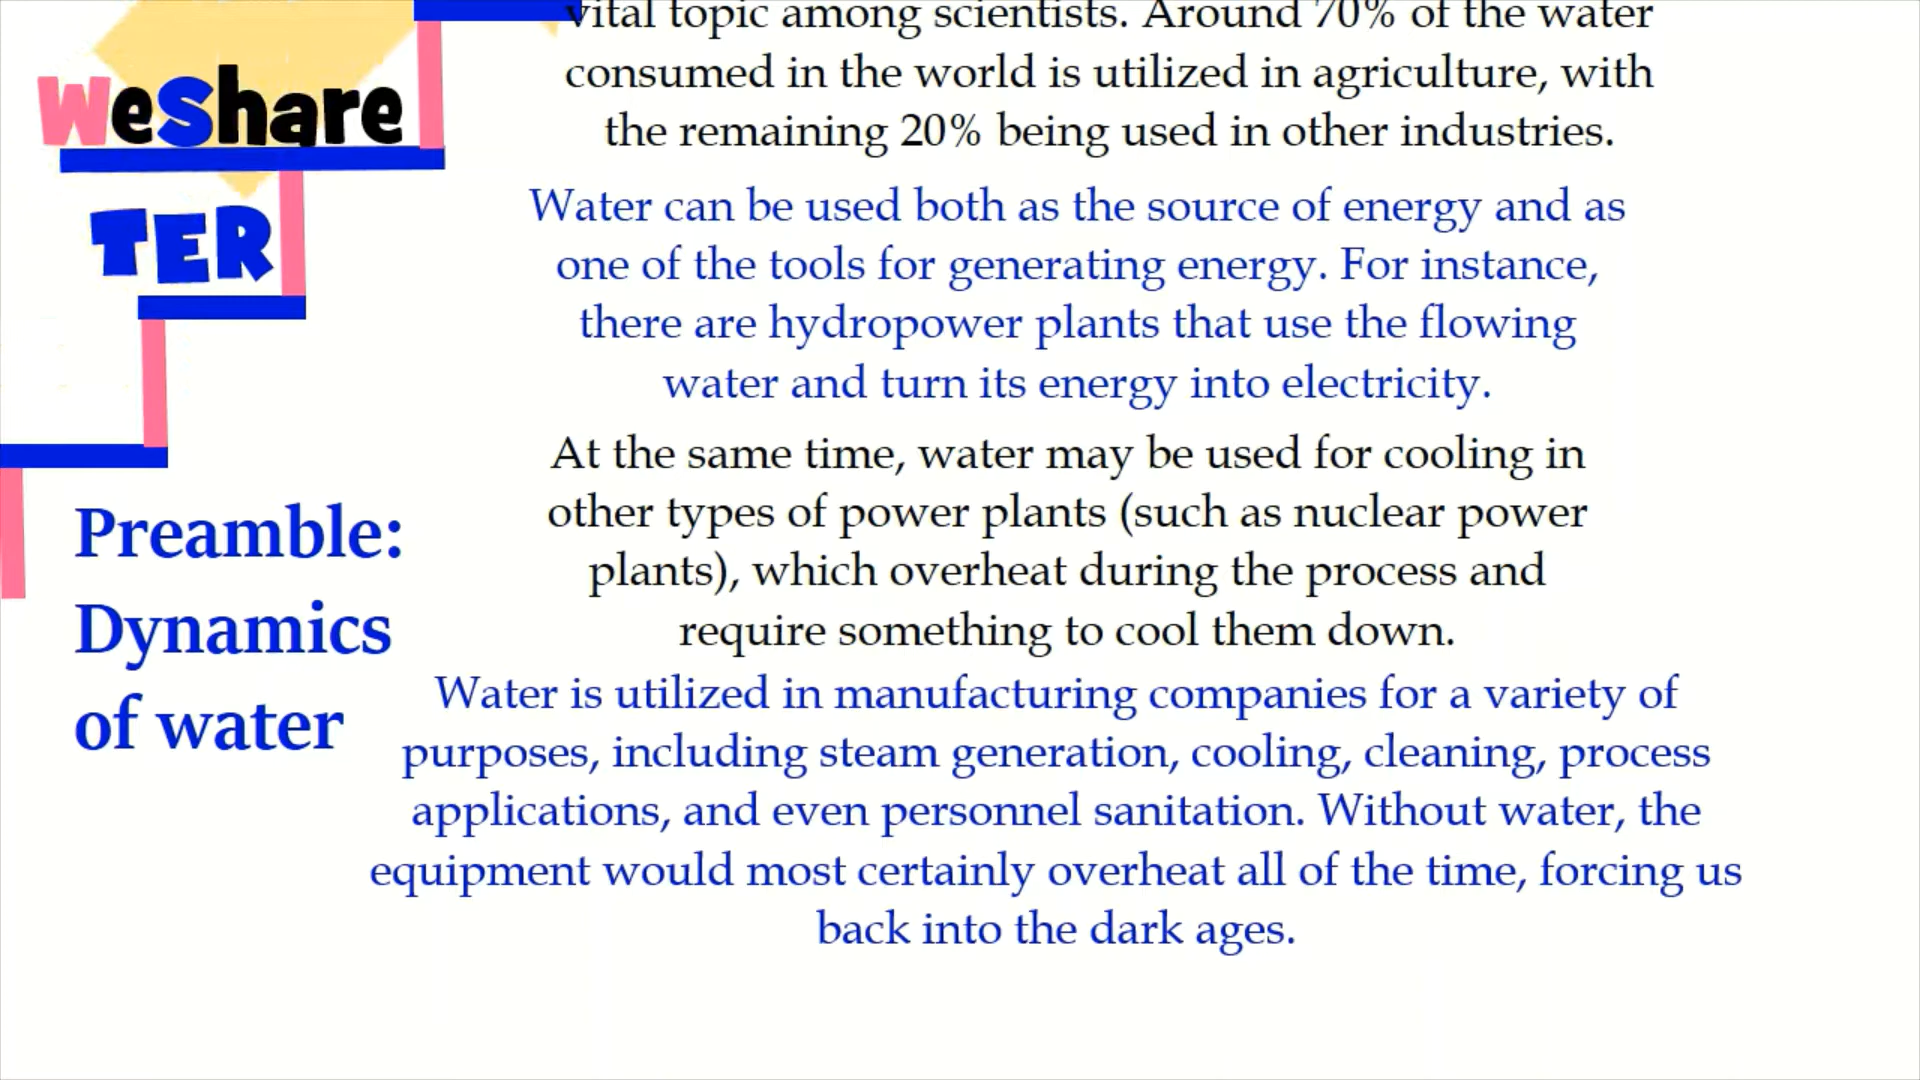 WeShare
TER
Preamble:
Dynamics
of water
vital topic among scientists. Around 70% of the water
consumed in the world is utilized in agriculture, with
the remaining 20% being used in other industries.
Water can be used both as the source of energy and as
one of the tools for generating energy. For instance,
there are hydropower plants that use the flowing
water and turn its energy into electricity.
At the same time, water may be used for cooling in
other types of power plants (such as nuclear power
plants), which overheat during the process and
require something to cool them down.
Water is utilized in manufacturing companies for a variety of
purposes, including steam generation, cooling, cleaning, process
applications, and even personnel sanitation. Without water, the
equipment would most certainly overheat all of the time, forcing us
back into the dark ages.